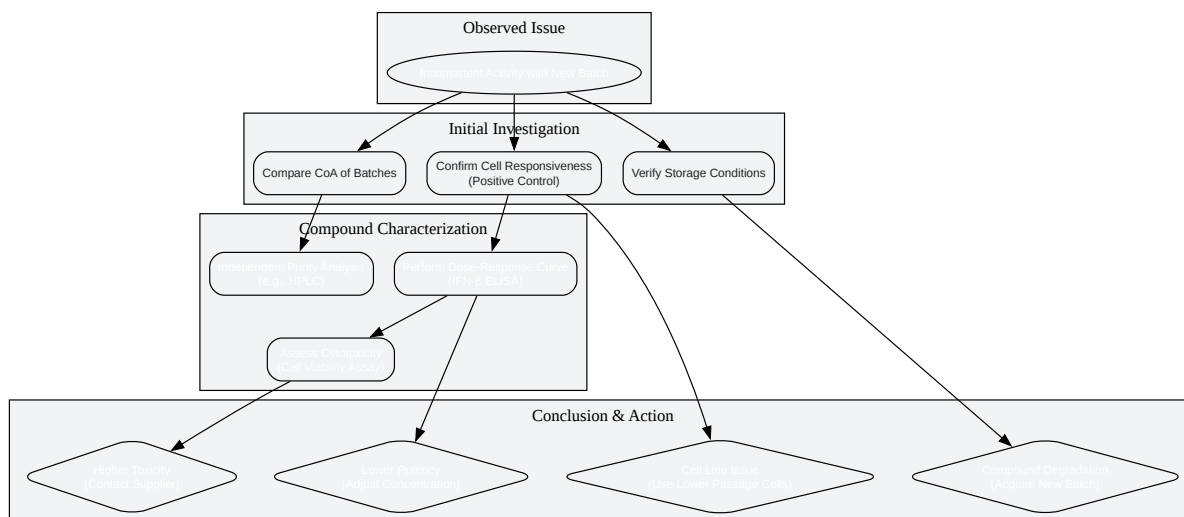 Observed Issue
Inconsistent Activity with New Batch
Initial Investigation
Compare CoA of Batches
Confirm Cell Responsiveness
(Positive Control)
Verify Storage Conditions
Compound Characterization
Independent Purity Analysis
(e.g., HPLC)
Perform Dose-Response Curve
(IFN-β ELISA)
Assess Cytotoxicity
(Cell Viability Assay)
Conclusion & Action
Higher Toxicity
(Contact Supplier)
Lower Potency
(Adjust Concentration)
Cell Line Issue
(Use Lower Passage Cells)
Compound Degradation
(Acquire New Batch)